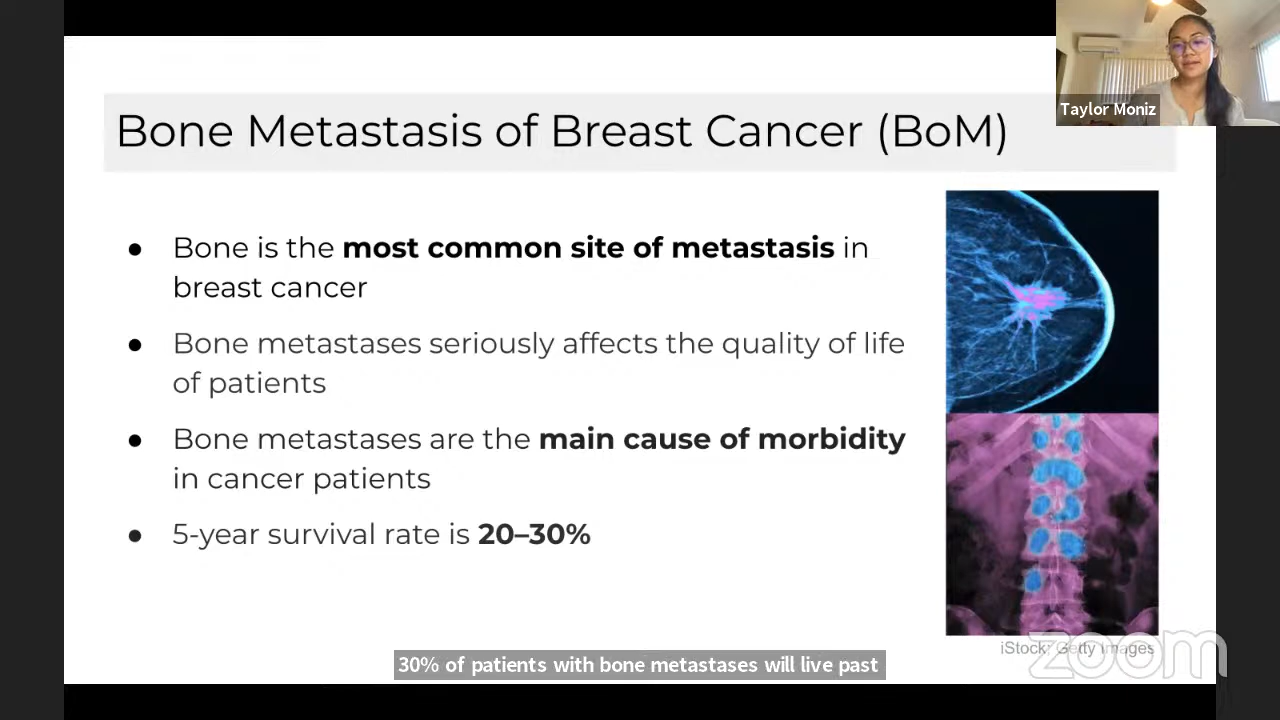 Taylor Moniz
Bone Metastasis of Breast Cancer (BoM)
● Bone is the most common site of metastasis in
breast cancer
● Bone metastases seriously affects the quality of life
of patients
● Bone metastases are the main cause of morbidity
in cancer patients
● 5-year survival rate is 20–30%
iStock; Getty Images
zoom
30% of patients with bone metastases will live past